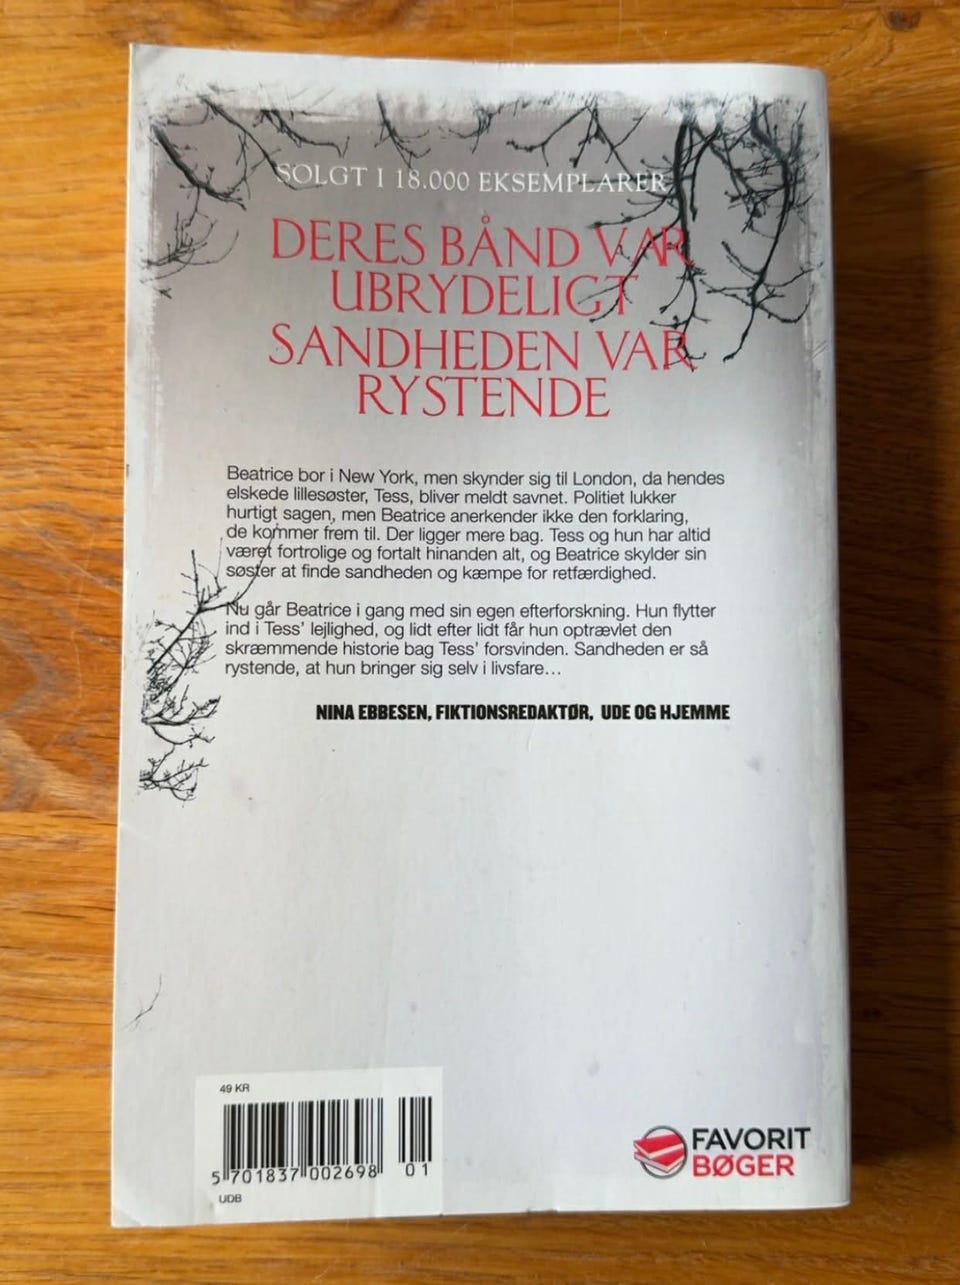 SOLGT I 18.000 EKSEMPLARER
DERES BÅND VAR
UBRYDELIGT
SANDHEDEN VAR
RYSTENDE
Beatrice bor i New York, men skynder sig til London, da hendes
elskede lillesøster, Tess, bliver meldt savnet. Politiet lukker
hurtigt sagen, men Beatrice anerkender ikke den forklaring,
de kommer frem til. Der ligger mere bag. Tess og hun har altid
været fortrolige og fortalt hinanden alt, og Beatrice skylder sin
søster at finde sandheden og kæmpe for retfærdighed.
Nu går Beatrice i gang med sin egen efterforskning. Hun flytter
ind i Tess’ lejlighed, og lidt efter lidt får hun optrævlet den
skræmmende historie bag Tess’ forsvinden. Sandheden er så
rystende, at hun bringer sig selv i livsfare…
NINA EBBESEN, FIKTIONSREDAKTØR, UDE OG HJEMME
49 KR
5 701837 002698 01
UDB
FAVORIT
BØGER